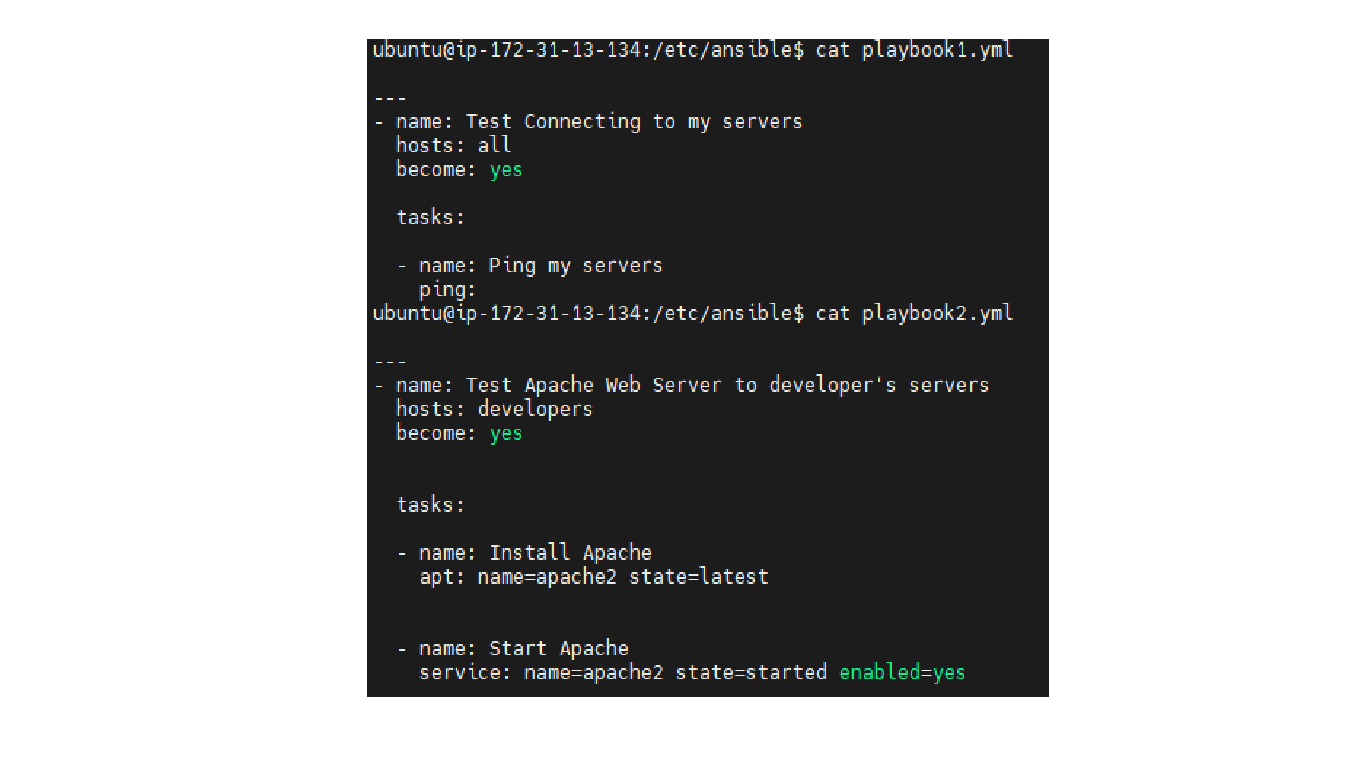 ubuntu@ip-172-31-13-134:/etc/ansible$ cat playbook1.yml
---
- name: Test Connecting to my servers
  hosts: all
  become: yes
  tasks:
  - name: Ping my servers
    ping:
ubuntu@ip-172-31-13-134:/etc/ansible$ cat playbook2.yml
---
- name: Test Apache Web Server to developer's servers
  hosts: developers
  become: yes
  tasks:
  - name: Install Apache
    apt: name=apache2 state=latest
  - name: Start Apache
    service: name=apache2 state=started enabled=yes